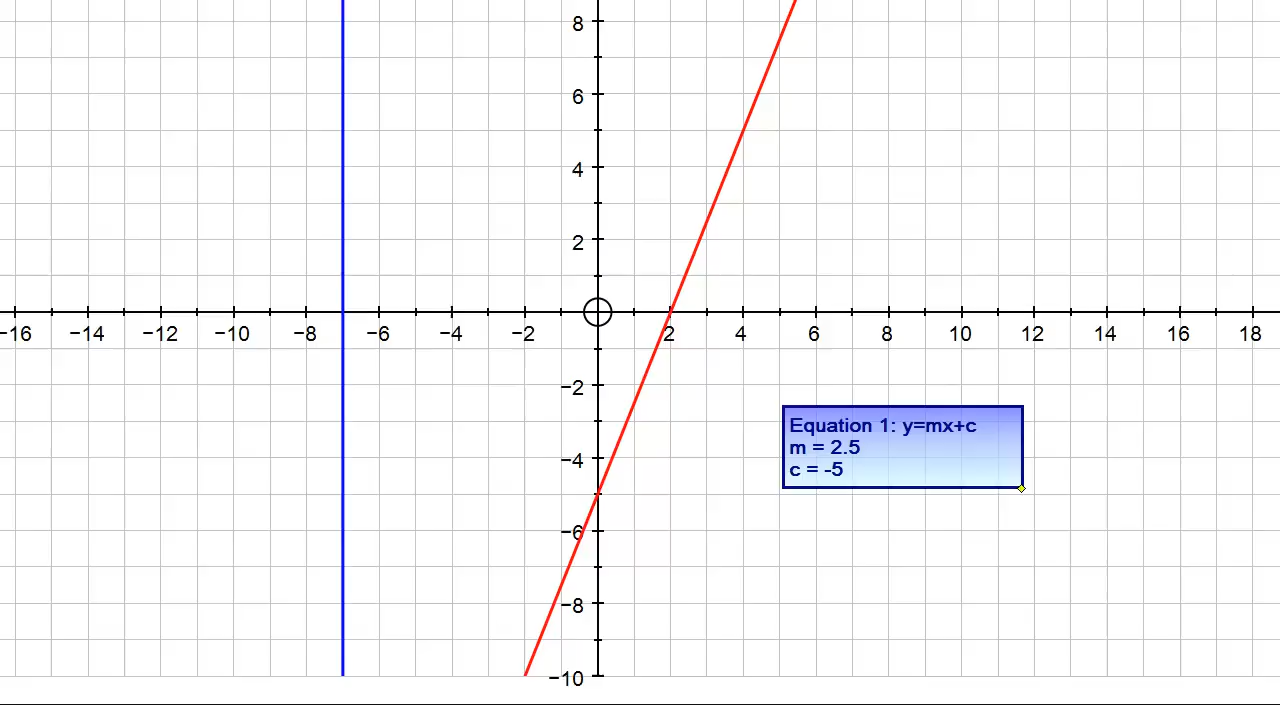 8
6
4
2
−16 −14 −12 −10 −8 −6 −4 −2 2 4 6 8 10 12 14 16 18
−2
Equation 1: y=mx+c
m = 2.5
−4
c = -5
−6
−8
−10